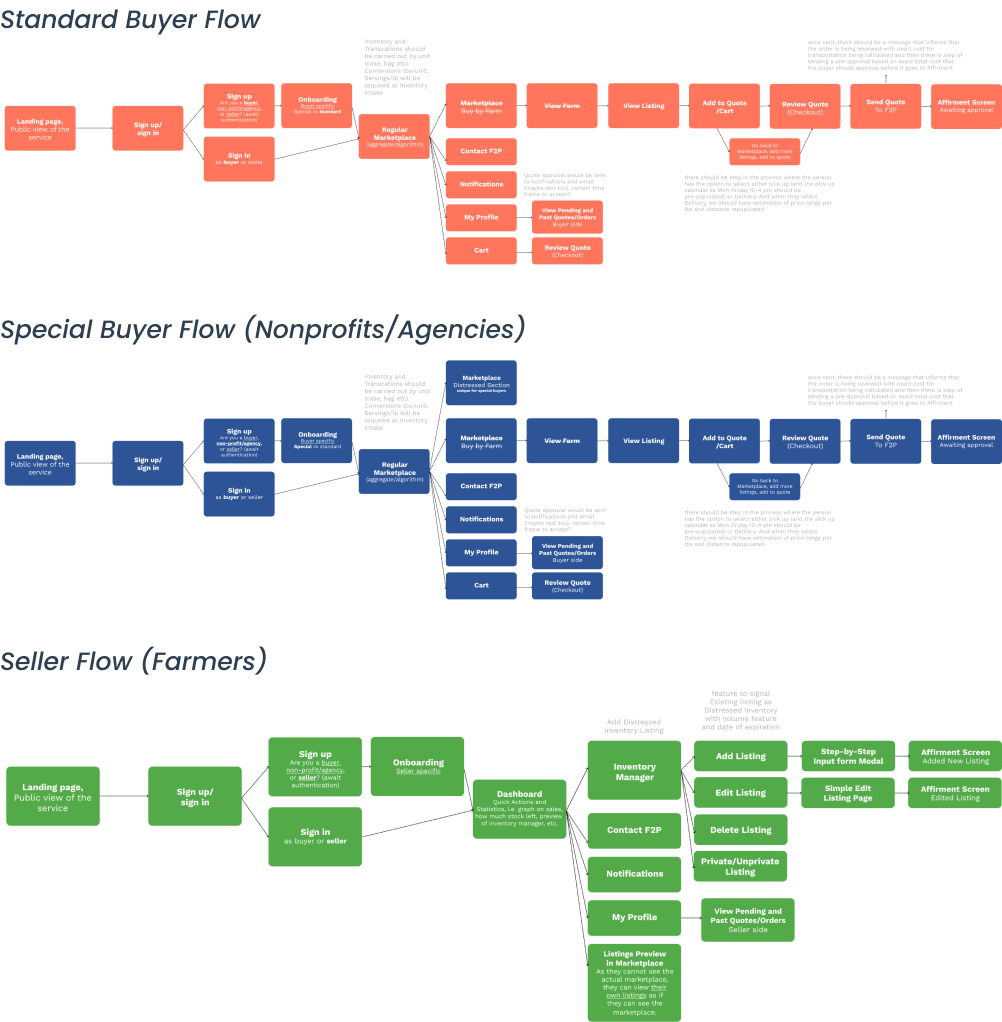 Standard Buyer Flow
Inventory and
Transcations should
be carried out by unit
(case, bag etc).
Conversions lbs/unit,
Servings/lb will be
required at inventory
intake
once sent, there should be a message that informs that
the order is being reviewed with exact cost for
transportation being calculated and then there is step of
sending a pre-approval based on exact total cost that
the buyer should approval before it goes to Affirment
Landing page,
Public view of the
service
Sign up/
sign in
Sign up
Are you a buyer,
non-profit/agency,
or seller? (await
authentication)
Onboarding
Buyer specific
Special vs standard
Sign in
as buyer or seller
Regular
Marketplace
(aggregate/algorithm)
Marketplace
Buy-by-Farm
View Farm
View Listing
Add to Quote
/Cart
Review Quote
(Checkout)
Send Quote
To F2P
Affirment Screen
Awaiting approval
Go back to
Marketplace, add more
listings, add to quote
Contact F2P
Notifications
Quote approval would be sent
to notifications and email
(maybe text too), certain time
frame to accept?
there should be step in the process where the person
has the option to select either pick up (and the pick up
calendar ex Mon-Friday 10-4 pm should be
pre-populated) or Delivery. And when they select
Delivery, we should have estimation of price range per
lbs and distance repopulated
My Profile
View Pending and
Past Quotes/Orders
Buyer side
Cart
Review Quote
(Checkout)
Special Buyer Flow (Nonprofits/Agencies)
Inventory and
Transcations should
be carried out by unit
(case, bag etc).
Conversions lbs/unit,
Servings/lb will be
required at inventory
intake
Marketplace
Distressed Section
unique for special buyers
once sent, there should be a message that informs that
the order is being reviewed with exact cost for
transportation being calculated and then there is step of
sending a pre-approval based on exact total cost that
the buyer should approval before it goes to Affirment
Landing page,
Public view of the
service
Sign up/
sign in
Sign up
Are you a buyer,
non-profit/agency,
or seller? (await
authentication)
Onboarding
Buyer specific
Special vs standard
Sign in
as buyer or seller
Regular
Marketplace
(aggregate/algorithm)
Marketplace
Buy-by-Farm
View Farm
View Listing
Add to Quote
/Cart
Review Quote
(Checkout)
Send Quote
To F2P
Affirment Screen
Awaiting approval
Go back to
Marketplace, add more
listings, add to quote
Contact F2P
Notifications
Quote approval would be sent
to notifications and email
(maybe text too), certain time
frame to accept?
there should be step in the process where the person
has the option to select either pick up (and the pick up
calendar ex Mon-Friday 10-4 pm should be
pre-populated) or Delivery. And when they select
Delivery, we should have estimation of price range per
lbs and distance repopulated
My Profile
View Pending and
Past Quotes/Orders
Buyer side
Cart
Review Quote
(Checkout)
Seller Flow (Farmers)
Add Distressed
inventory Listing
feature to signal
Existing listing as
Distressed inventory
with volume feature
and date of expiration
Landing page,
Public view of the
service
Sign up/
sign in
Sign up
Are you a buyer,
non-profit/agency,
or seller? (await
authentication)
Onboarding
Seller specific
Sign in
as buyer or seller
Dashboard
Quick Actions and
Statistics, i.e. graph on sales,
how much stock left, preview
of inventory manager, etc.
Inventory
Manager
Add Listing
Step-by-Step
Input form Modal
Affirment Screen
Added New Listing
Edit Listing
Simple Edit
Listing Page
Affirment Screen
Edited Listing
Delete Listing
Private/Unprivate
Listing
Contact F2P
Notifications
My Profile
View Pending and
Past Quotes/Orders
Seller side
Listings Preview
in Marketplace
As they cannot see the
actual marketplace,
they can view their
own listings as if
they can see the
marketplace.